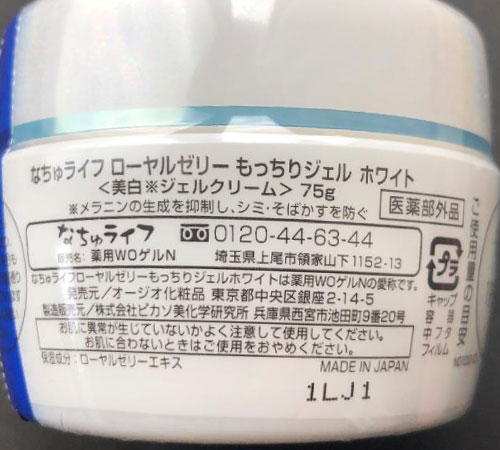 なちゅライフ ローヤルゼリー もっちりジェル ホワイト
<美白※ジェルクリーム> 75g
※メラニンの生成を抑制し、シミ・そばかすを防ぐ
医薬部外品
なちゅライフ 0120-44-63-44
販売名:薬用WOゲルN 埼玉県上尾市領家山下1152-13
なちゅライフローヤルゼリーもっちりジェルホワイトは薬用WOゲルNの愛称です。
発売元/オージオ化粧品 東京都中央区銀座2-14-5
製造販売元/株式会社ピカソ美化学研究所 兵庫県西宮市池田町9番20号
お肌に異常が生じていないかよく注意して使用してください。
お肌に合わないときはご使用をおやめください。
保湿成分:ローヤルゼリーエキス
MADE IN JAPAN
1LJ1
プラ
キャップ
容器
中フタ
フィルム
ご使用量の目安